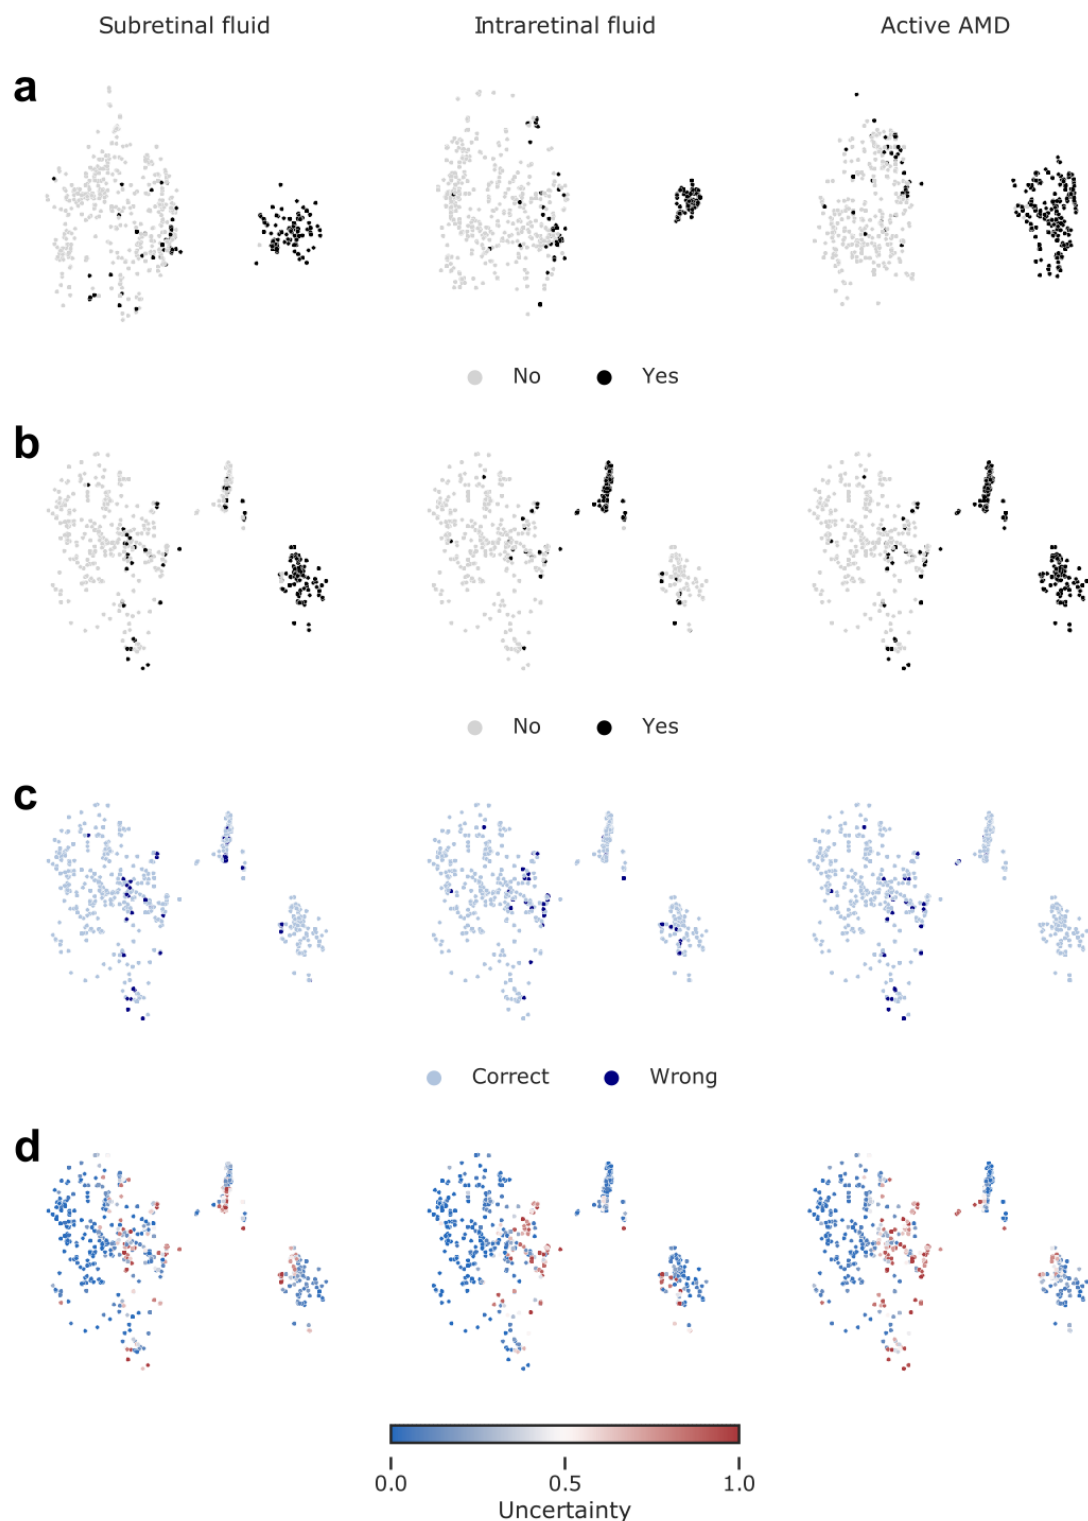 Subretinal fluid Intraretinal fluid Active AMD
a
No Yes
b
No Yes
c
Correct Wrong
d
0.0 0.5 1.0
Uncertainty